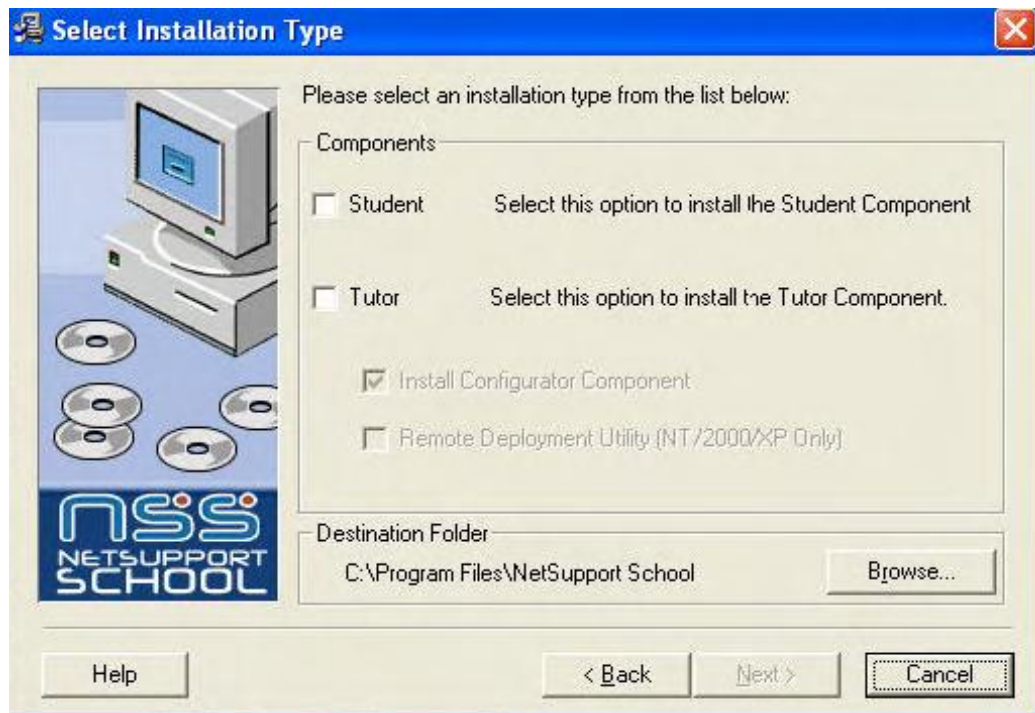 Select Installation Type
Please select an installation type from the list below:
Components
Student Select this option to install the Student Component
Tutor Select this option to install the Tutor Component.
Install Configurator Component
Remote Deployment Utility (NT/2000/XP Only)
nss
NETSUPPORT
SCHOOL
Destination Folder
C:\Program Files\NetSupport School Browse...
Help < Back Next > Cancel